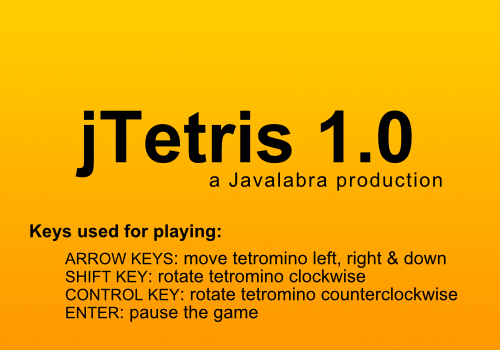 jTetris 1.0
a Javalabra production
Keys used for playing:
ARROW KEYS: move tetromino left, right & down
SHIFT KEY: rotate tetromino clockwise
CONTROL KEY: rotate tetromino counterclockwise
ENTER: pause the game